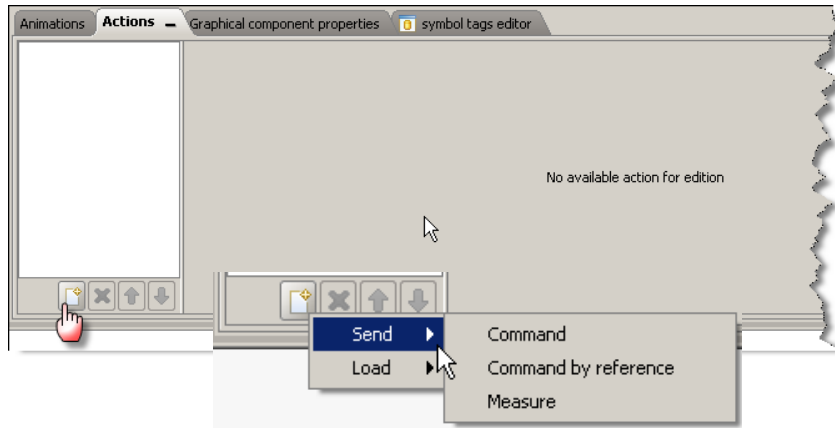 Animations Actions Graphical component properties symbol tags editor
No available action for edition
Send Command
Load Command by reference
Measure